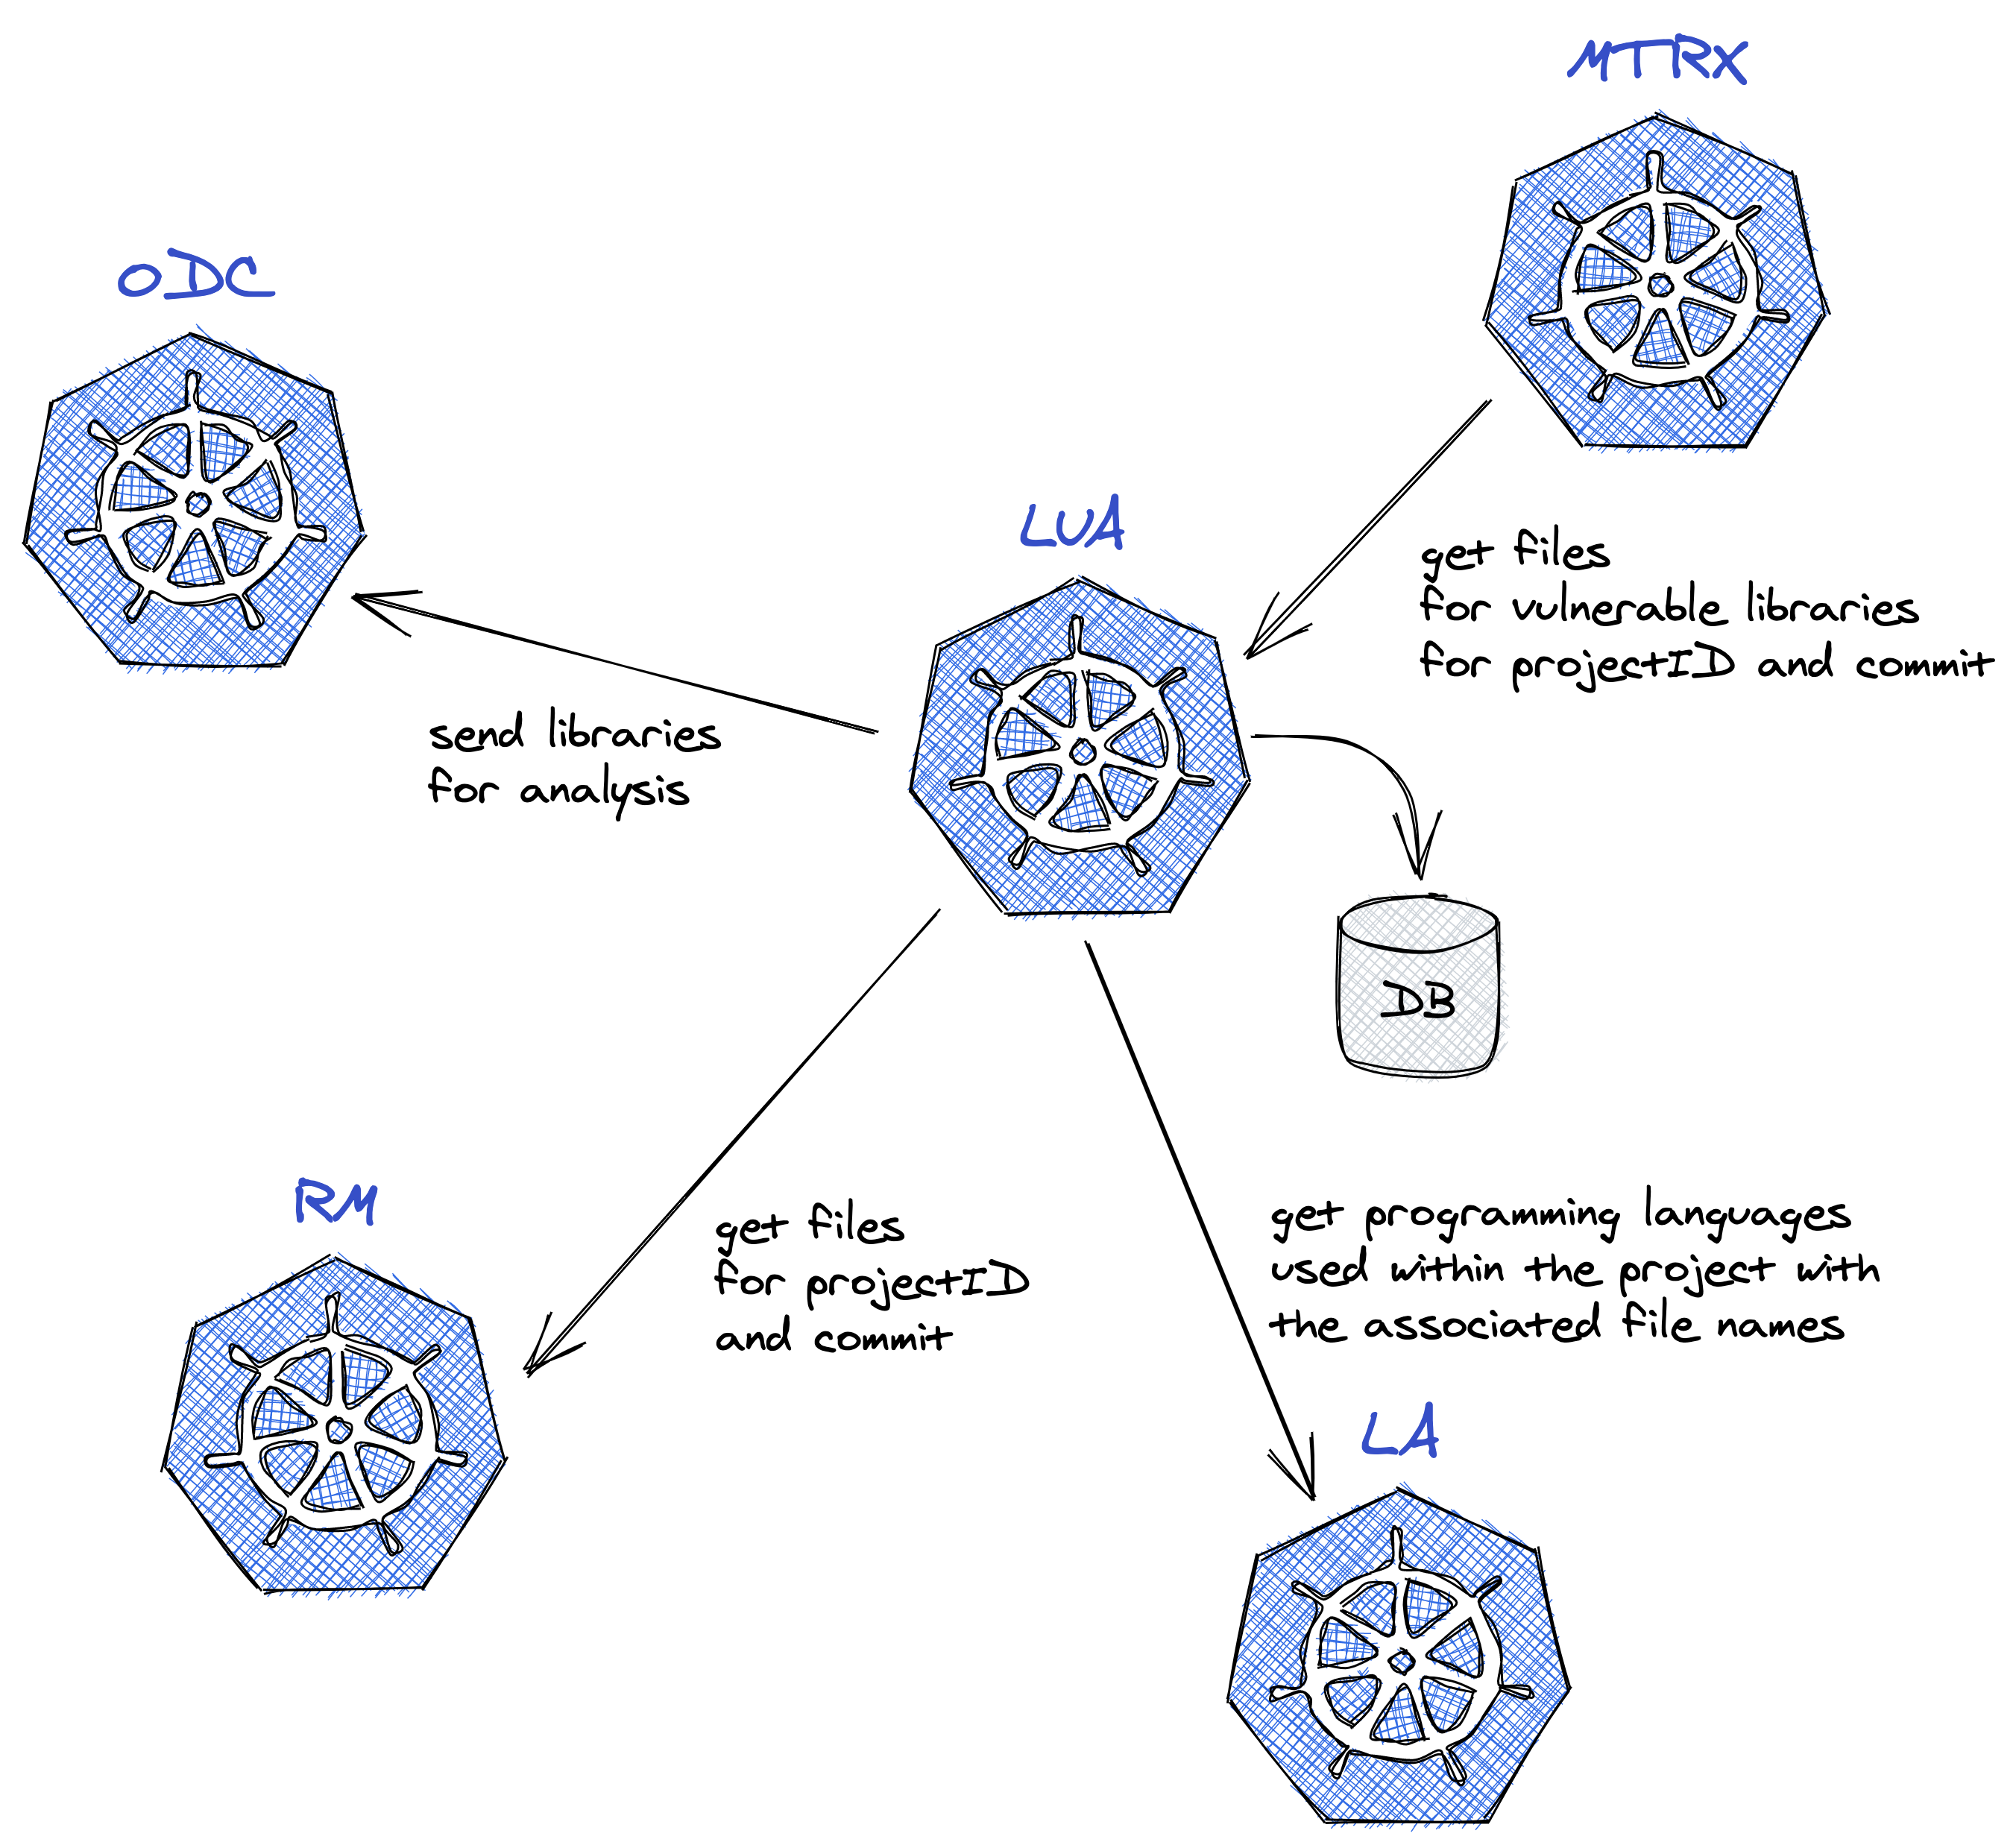 MTRX
ODC
LUA
get files
for vulnerable libraries
for projectID and commit
send libraries
for analysis
DB
RM
get files
for projectID
and commit
get programming languages
used within the project with
the associated file names
LA